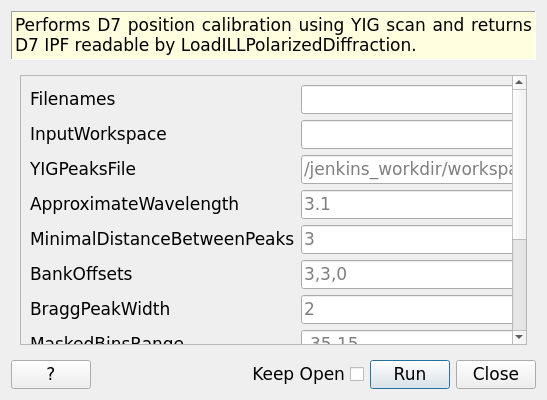 Performs D7 position calibration using YIG scan and returns
D7 IPF readable by LoadILLPolarizedDiffraction.
Filenames
InputWorkspace
YIGPeaksFile /jenkins_workdir/workspa
ApproximateWavelength 3.1
MinimalDistanceBetweenPeaks 3
BankOffsets 3,3,0
BraggPeakWidth 2
MaskedBinsRange -35,15
? Keep Open Run Close